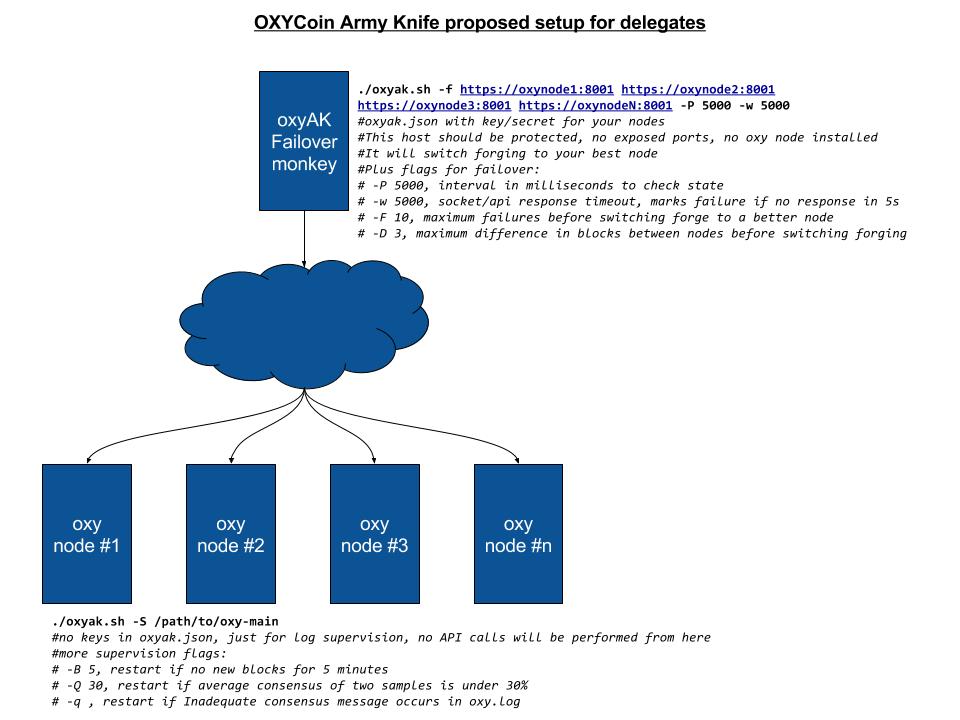 OXYCoin Army Knife proposed setup for delegates
oxyAK
Failover
monkey
./oxyak.sh -f https://oxynode1:8001 https://oxynode2:8001
https://oxynode3:8001 https://oxynodeN:8001 -P 5000 -w 5000
#oxyak.json with key/secret for your nodes
#This host should be protected, no exposed ports, no oxy node installed
#It will switch forging to your best node
#Plus flags for failover:
# -P 5000, interval in milliseconds to check state
# -w 5000, socket/api response timeout, marks failure if no response in 5s
# -F 10, maximum failures before switching forge to a better node
# -D 3, maximum difference in blocks between nodes before switching forging
oxy
node #1
oxy
node #2
oxy
node #3
oxy
node #n
./oxyak.sh -S /path/to/oxy-main
#no keys in oxyak.json, just for log supervision, no API calls will be performed from here
#more supervision flags:
# -B 5, restart if no new blocks for 5 minutes
# -Q 30, restart if average consensus of two samples is under 30%
# -q , restart if Inadequate consensus message occurs in oxy.log